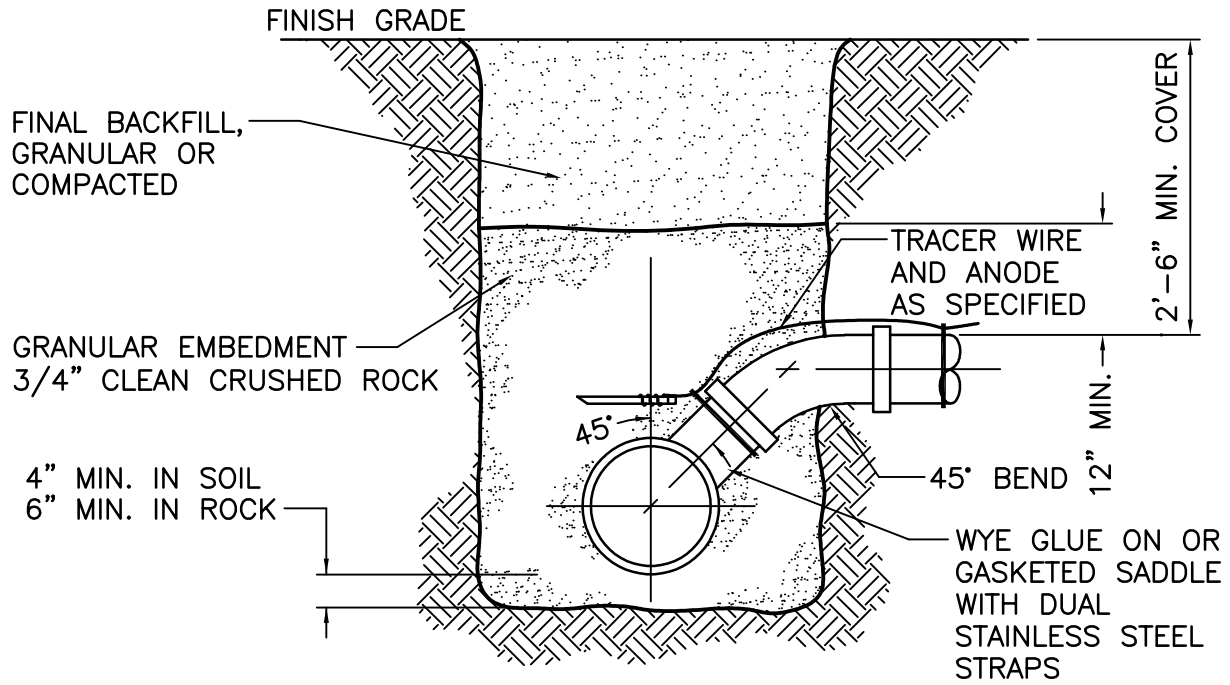 FINISH GRADE
FINAL BACKFILL,
GRANULAR OR
COMPACTED
2'-6" MIN. COVER
TRACER WIRE
AND ANODE
AS SPECIFIED
GRANULAR EMBEDMENT
3/4" CLEAN CRUSHED ROCK
12" MIN.
45°
4" MIN. IN SOIL
6" MIN. IN ROCK
45° BEND
WYE GLUE ON OR
GASKETED SADDLE
WITH DUAL
STAINLESS STEEL
STRAPS